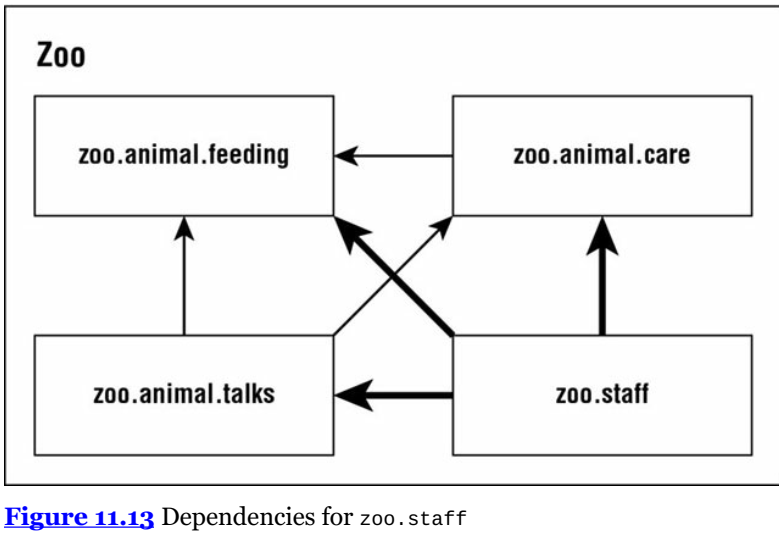 Zoo
zoo.animal.feeding
zoo.animal.care
zoo.animal.talks
zoo.staff
Figure 11.13 Dependencies for zoo.staff